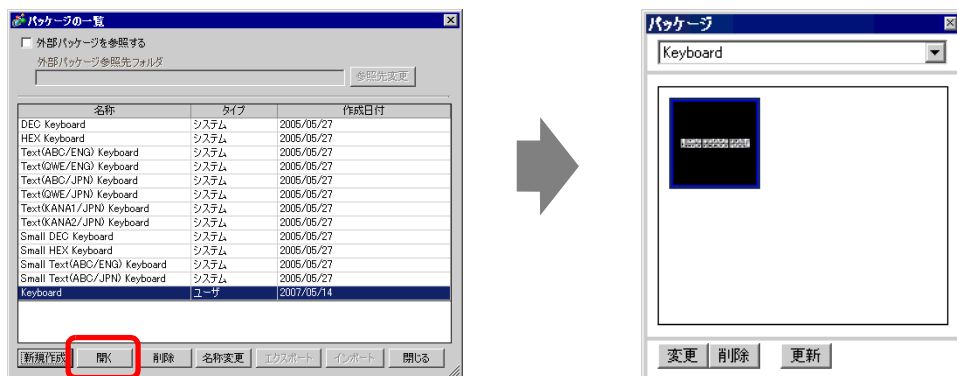 パッケージの一覧
外部パッケージを参照する
外部パッケージ参照先フォルダ
参照先変更
名称 タイプ 作成日付
DEC Keyboard システム 2005/05/27
HEX Keyboard システム 2005/05/27
Text(ABC/ENG) Keyboard システム 2005/05/27
Text(QWE/ENG) Keyboard システム 2005/05/27
Text(ABC/JPN) Keyboard システム 2005/05/27
Text(QWE/JPN) Keyboard システム 2005/05/27
Text(KANA1/JPN) Keyboard システム 2005/05/27
Text(KANA2/JPN) Keyboard システム 2005/05/27
Small DEC Keyboard システム 2005/05/27
Small HEX Keyboard システム 2005/05/27
Small Text(ABC/ENG) Keyboard システム 2005/05/27
Small Text(ABC/JPN) Keyboard システム 2005/05/27
Keyboard ユーザ 2007/05/14
新規作成 開く 削除 名称変更 エクスポート インポート 閉じる
パッケージ
Keyboard
変更 削除 更新